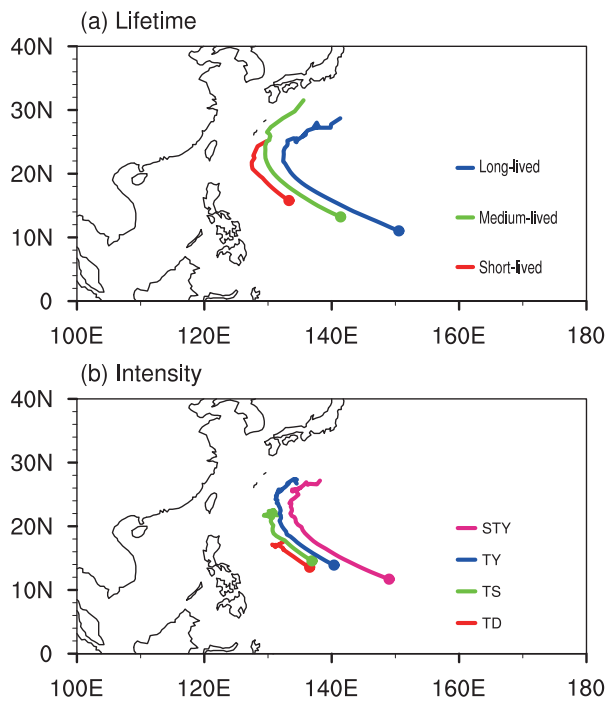 (a) Lifetime
40N
30N
20N
10N
0
Long-lived
Medium-lived
Short-lived
100E 120E 140E 160E 180
(b) Intensity
40N
30N
20N
10N
0
STY
TY
TS
TD
100E 120E 140E 160E 180